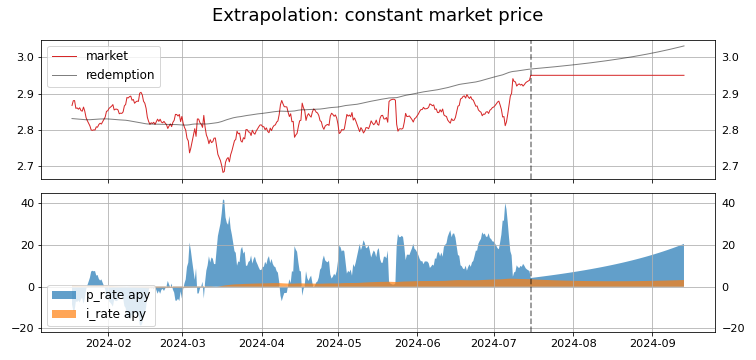 Extrapolation: constant market price
market
redemption
3.0
2.9
2.8
2.7
3.0
2.9
2.8
2.7
40
20
0
−20
40
20
0
−20
p_rate apy
i_rate apy
2024-02 2024-03 2024-04 2024-05 2024-06 2024-07 2024-08 2024-09